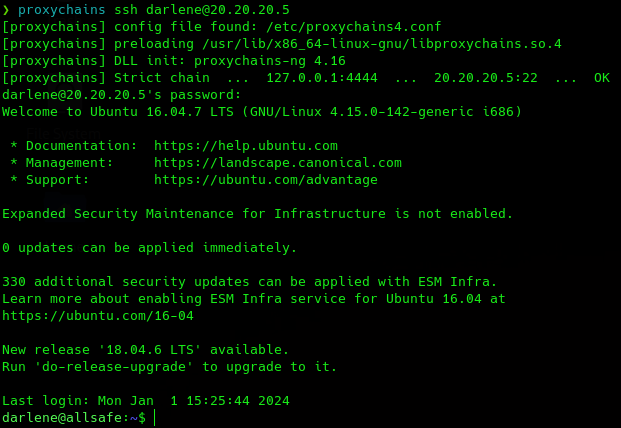 ❯ proxychains ssh darlene@20.20.20.5
[proxychains] config file found: /etc/proxychains4.conf
[proxychains] preloading /usr/lib/x86_64-linux-gnu/libproxychains.so.4
[proxychains] DLL init: proxychains-ng 4.16
[proxychains] Strict chain  ...  127.0.0.1:4444  ...  20.20.20.5:22  ...  OK
darlene@20.20.20.5's password:
Welcome to Ubuntu 16.04.7 LTS (GNU/Linux 4.15.0-142-generic i686)

 * Documentation:  https://help.ubuntu.com
 * Management:     https://landscape.canonical.com
 * Support:        https://ubuntu.com/advantage

Expanded Security Maintenance for Infrastructure is not enabled.

0 updates can be applied immediately.

330 additional security updates can be applied with ESM Infra.
Learn more about enabling ESM Infra service for Ubuntu 16.04 at
https://ubuntu.com/16-04

New release '18.04.6 LTS' available.
Run 'do-release-upgrade' to upgrade to it.

Last login: Mon Jan  1 15:25:44 2024
darlene@allsafe:~$